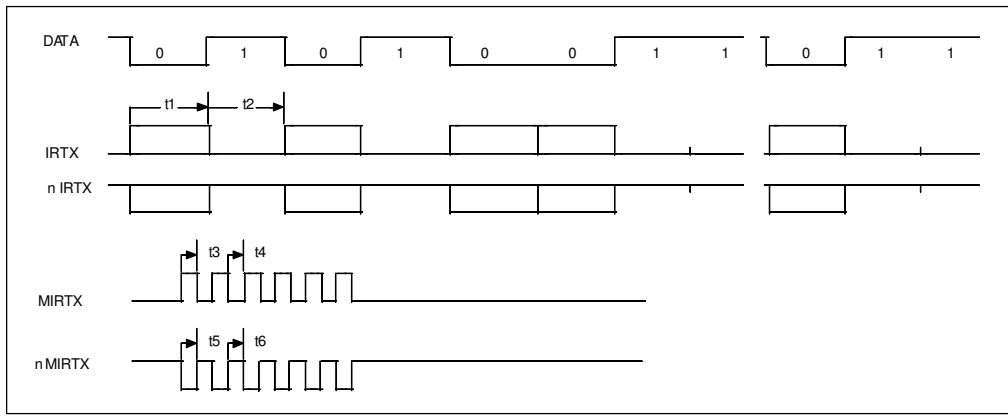 DATA
0 1 0 1 0 0 1 1 0 1 1
t1 t2
IRTX
n IRTX
t3 t4
MIRTX
t5 t6
n MIRTX